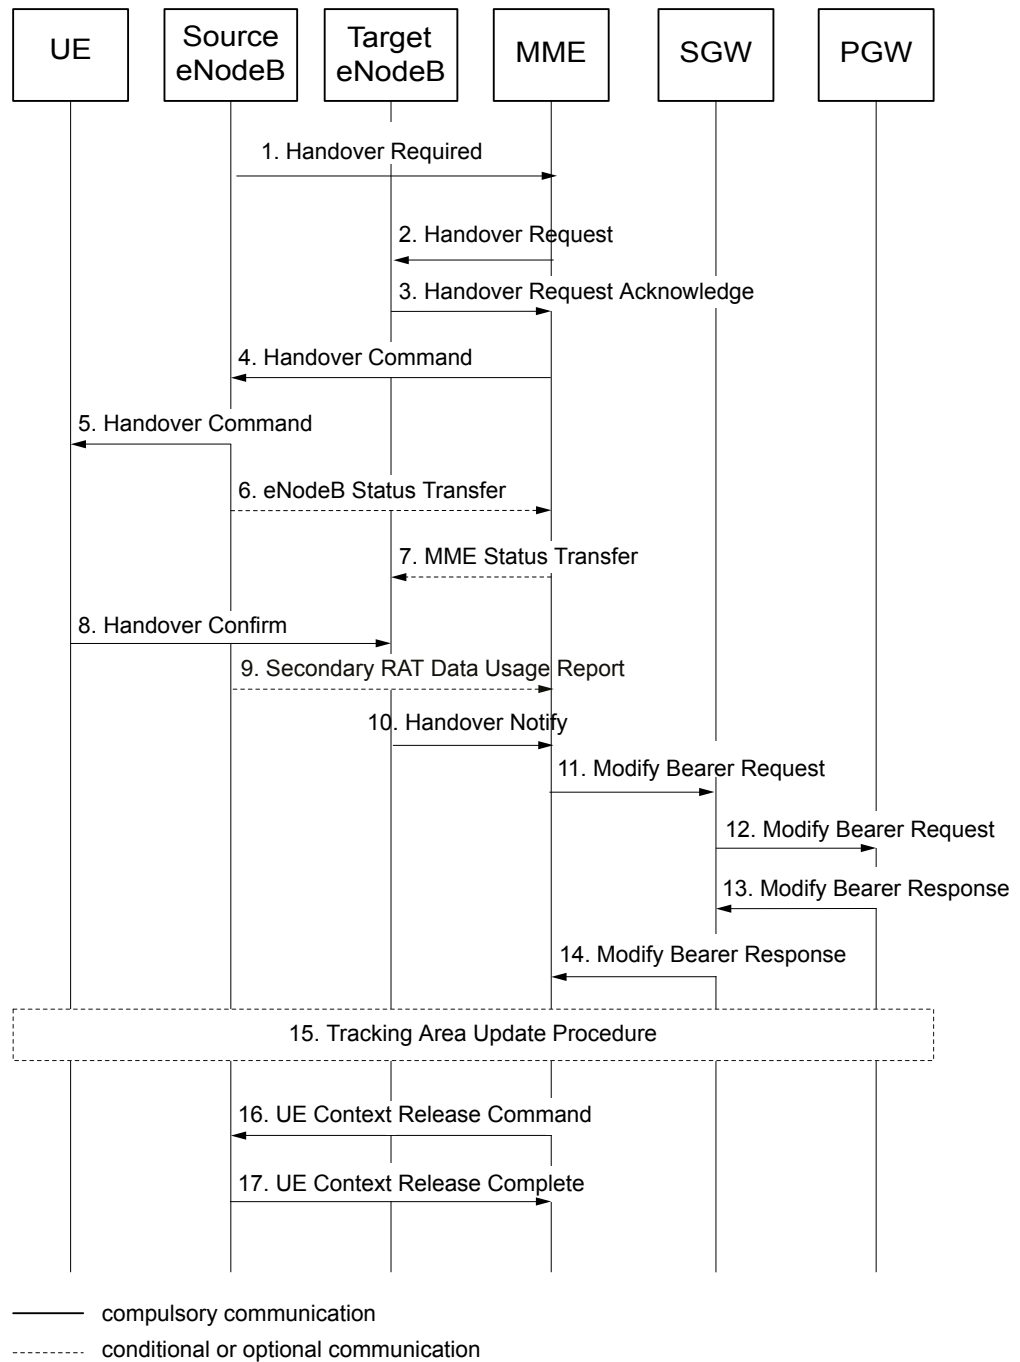 UE
Source
eNodeB
Target
eNodeB
MME
SGW
PGW
1. Handover Required
2. Handover Request
3. Handover Request Acknowledge
4. Handover Command
5. Handover Command
6. eNodeB Status Transfer
7. MME Status Transfer
8. Handover Confirm
9. Secondary RAT Data Usage Report
10. Handover Notify
11. Modify Bearer Request
12. Modify Bearer Request
13. Modify Bearer Response
14. Modify Bearer Response
15. Tracking Area Update Procedure
16. UE Context Release Command
17. UE Context Release Complete
compulsory communication
conditional or optional communication